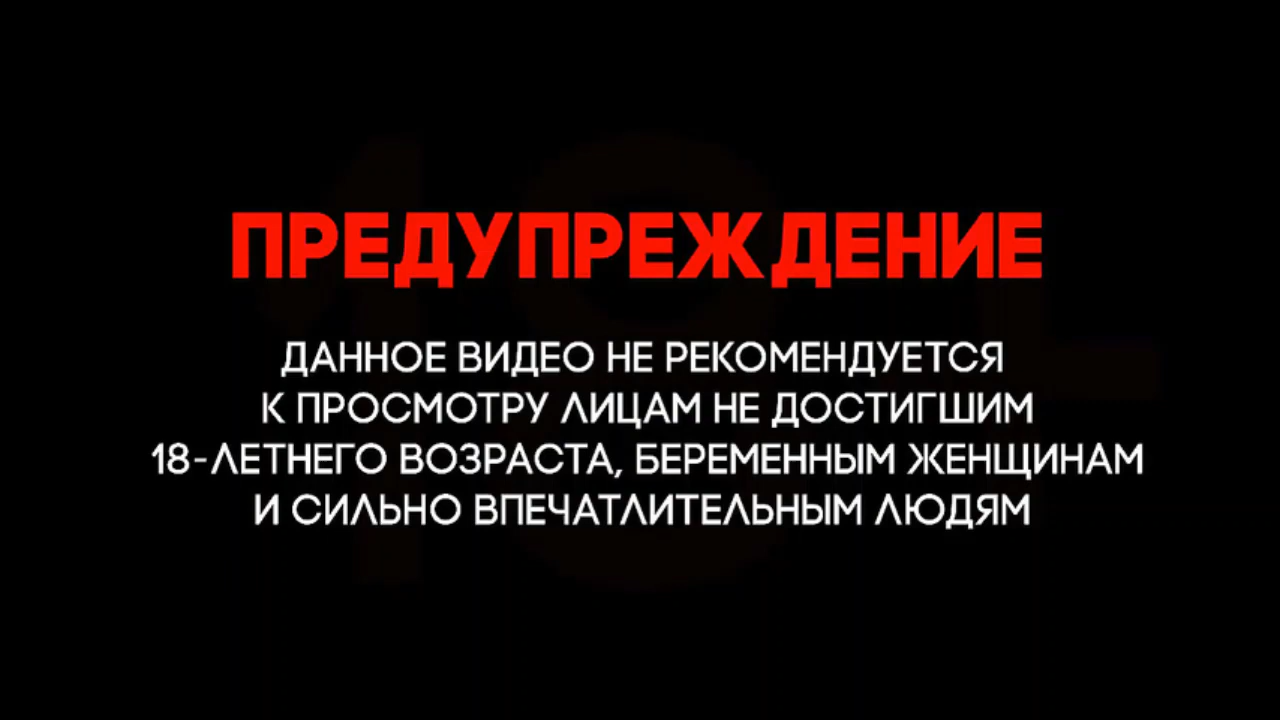 ПРЕДУПРЕЖДЕНИЕ
ДАННОЕ ВИДЕО НЕ РЕКОМЕНДУЕТСЯ
К ПРОСМОТРУ ЛИЦАМ НЕ ДОСТИГШИМ
18-ЛЕТНЕГО ВОЗРАСТА, БЕРЕМЕННЫМ ЖЕНЩИНАМ
И СИЛЬНО ВПЕЧАТЛИТЕЛЬНЫМ ЛЮДЯМ